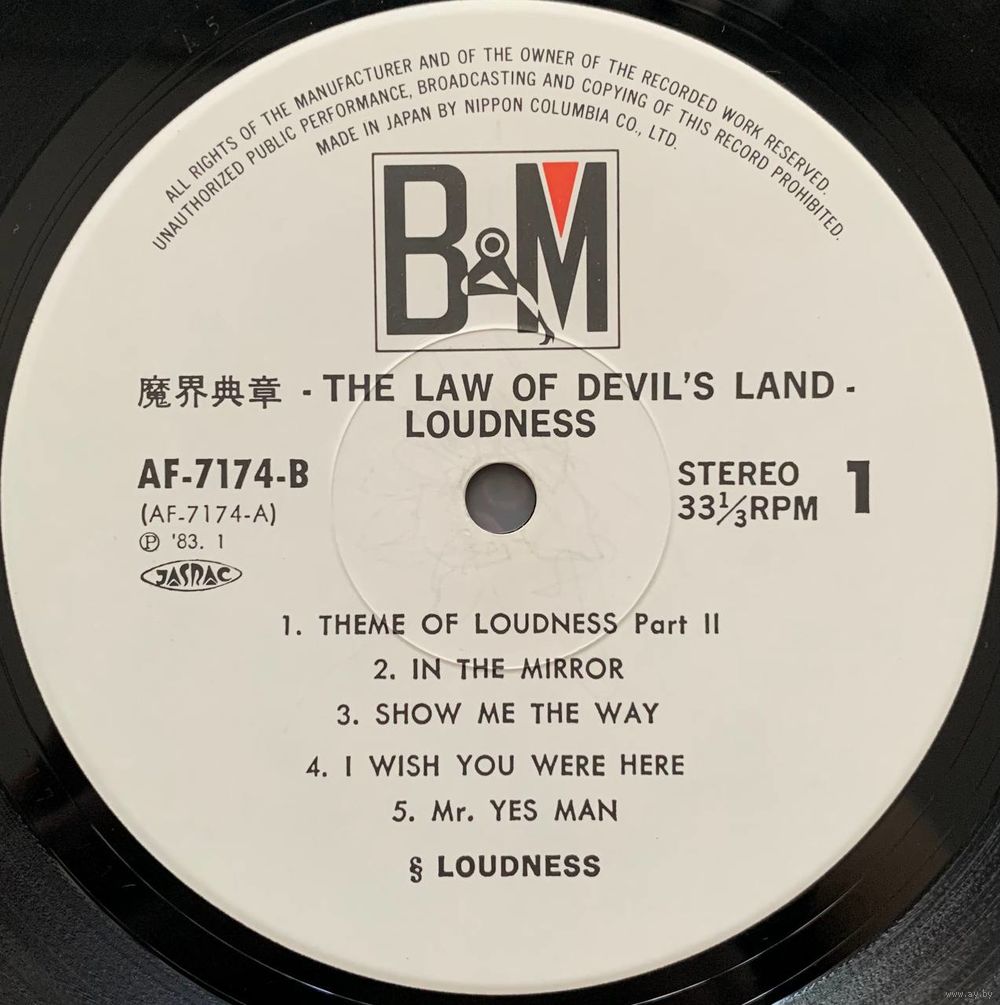 ALL RIGHTS OF THE MANUFACTURER AND OF THE OWNER OF THE RECORDED WORK RESERVED.
UNAUTHORIZED PUBLIC PERFORMANCE, BROADCASTING AND COPYING OF THIS RECORD PROHIBITED.
MADE IN JAPAN BY NIPPON COLUMBIA CO., LTD.
B&M
魔界典章 - THE LAW OF DEVIL'S LAND -
LOUDNESS
AF-7174-B
(AF-7174-A)
Ⓟ '83. 1
JASRAC
STEREO
33⅓RPM
1
1. THEME OF LOUDNESS Part II
2. IN THE MIRROR
3. SHOW ME THE WAY
4. I WISH YOU WERE HERE
5. Mr. YES MAN
§ LOUDNESS
www.ay.by